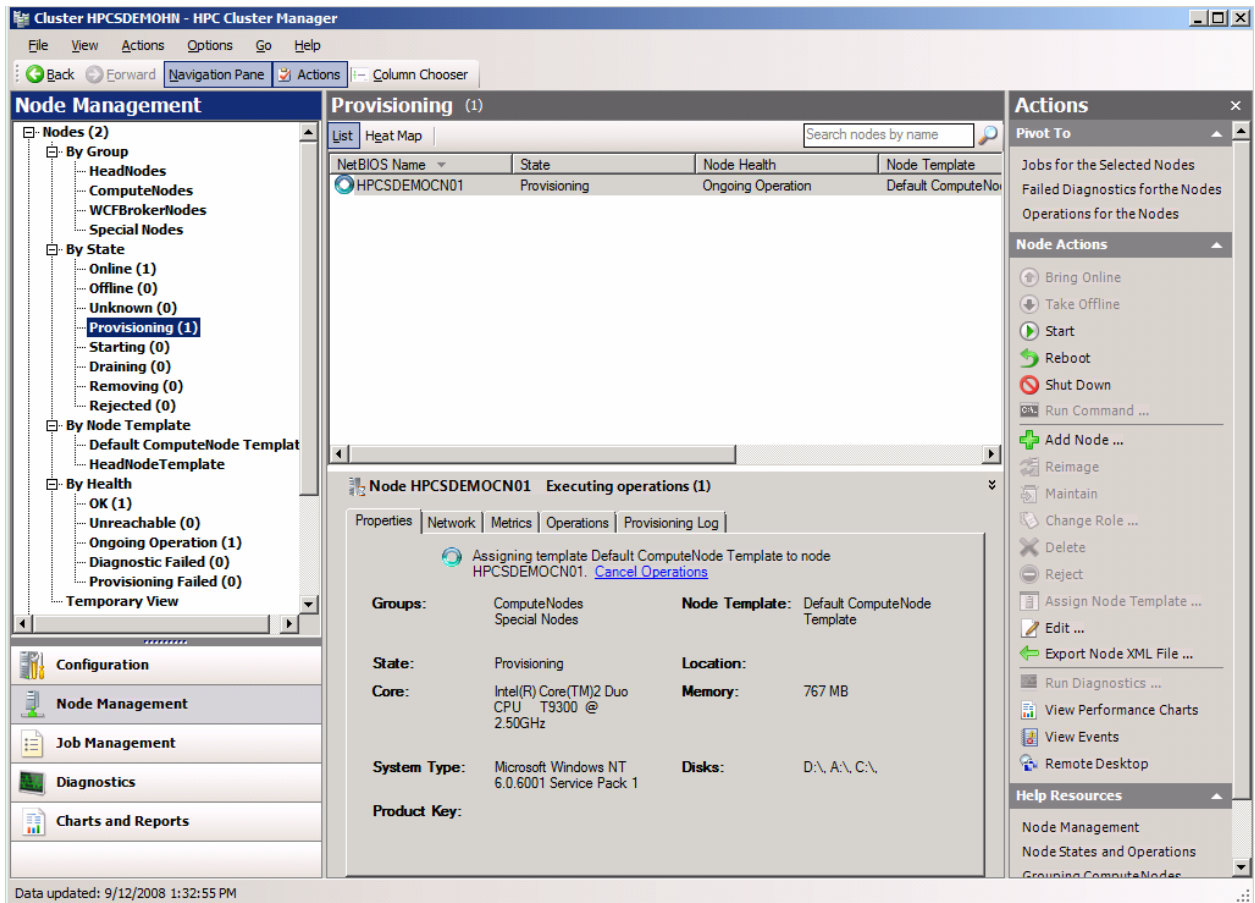 Cluster HPCSDEMOHN - HPC Cluster Manager
File View Actions Options Go Help
Back Forward Navigation Pane Actions Column Chooser
Node Management
Nodes (2)
By Group
HeadNodes
ComputeNodes
WCFBrokerNodes
Special Nodes
By State
Online (1)
Offline (0)
Unknown (0)
Provisioning (1)
Starting (0)
Draining (0)
Removing (0)
Rejected (0)
By Node Template
Default ComputeNode Templat
HeadNodeTemplate
By Health
OK (1)
Unreachable (0)
Ongoing Operation (1)
Diagnostic Failed (0)
Provisioning Failed (0)
Temporary View
Configuration
Node Management
Job Management
Diagnostics
Charts and Reports
Provisioning (1)
List Heat Map Search nodes by name
NetBIOS Name State Node Health Node Template
HPCSDEMOCN01 Provisioning Ongoing Operation Default ComputeNo
Node HPCSDEMOCN01 Executing operations (1)
Properties Network Metrics Operations Provisioning Log
Assigning template Default ComputeNode Template to node
HPCSDEMOCN01. Cancel Operations
Groups: ComputeNodes Node Template: Default ComputeNode
Special Nodes Template
State: Provisioning Location:
Core: Intel(R) Core(TM)2 Duo Memory: 767 MB
CPU T9300 @
2.50GHz
System Type: Microsoft Windows NT Disks: D:\, A:\, C:\,
6.0.6001 Service Pack 1
Product Key:
Actions
Pivot To
Jobs for the Selected Nodes
Failed Diagnostics forthe Nodes
Operations for the Nodes
Node Actions
Bring Online
Take Offline
Start
Reboot
Shut Down
Run Command ...
Add Node ...
Reimage
Maintain
Change Role ...
Delete
Reject
Assign Node Template ...
Edit ...
Export Node XML File ...
Run Diagnostics ...
View Performance Charts
View Events
Remote Desktop
Help Resources
Node Management
Node States and Operations
Grouping ComputeNodes
Data updated: 9/12/2008 1:32:55 PM